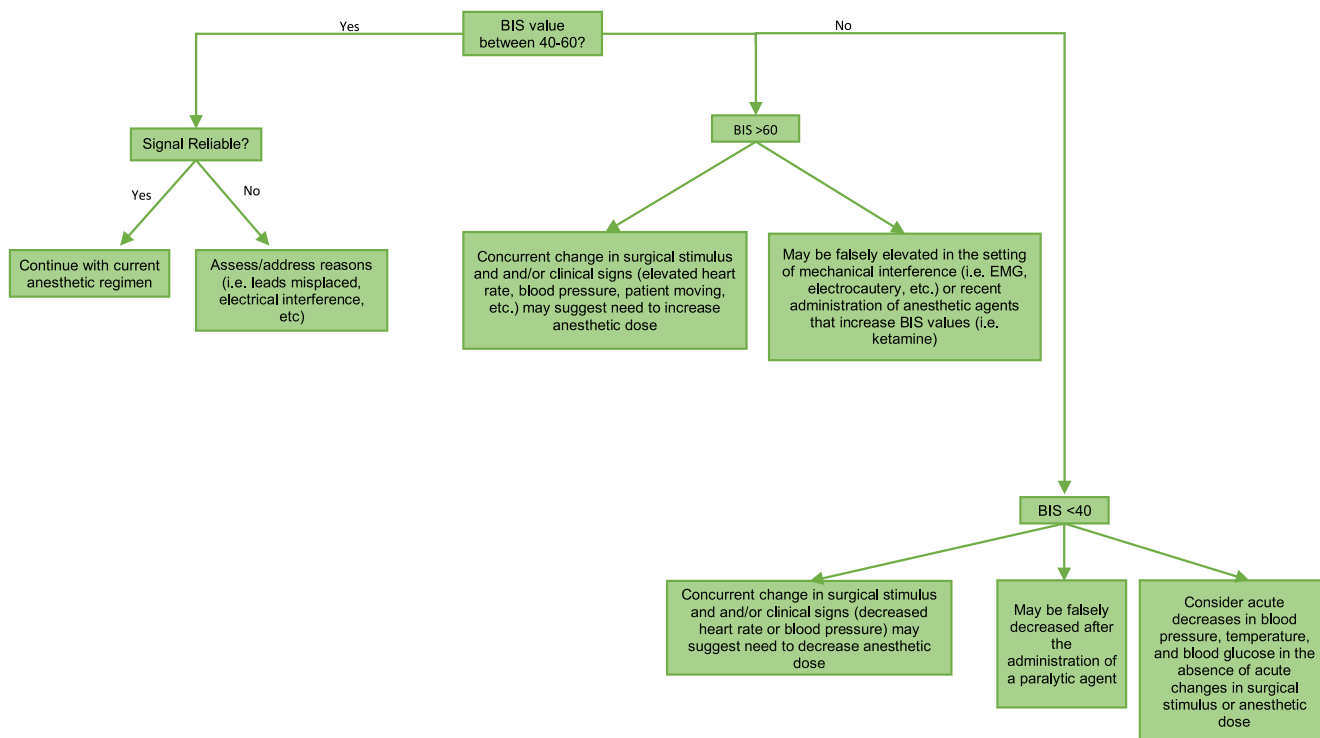 BIS value
between 40-60?
Yes
No
Signal Reliable?
BIS >60
Yes
No
Continue with current
anesthetic regimen
Assess/address reasons
(i.e. leads misplaced,
electrical interference,
etc)
Concurrent change in surgical stimulus
and and/or clinical signs (elevated heart
rate, blood pressure, patient moving,
etc.) may suggest need to increase
anesthetic dose
May be falsely elevated in the setting
of mechanical interference (i.e. EMG,
electrocautery, etc.) or recent
administration of anesthetic agents
that increase BIS values (i.e.
ketamine)
BIS <40
Concurrent change in surgical stimulus
and and/or clinical signs (decreased
heart rate or blood pressure) may
suggest need to decrease anesthetic
dose
May be falsely
decreased after
the
administration of
a paralytic agent
Consider acute
decreases in blood
pressure, temperature,
and blood glucose in the
absence of acute
changes in surgical
stimulus or anesthetic
dose